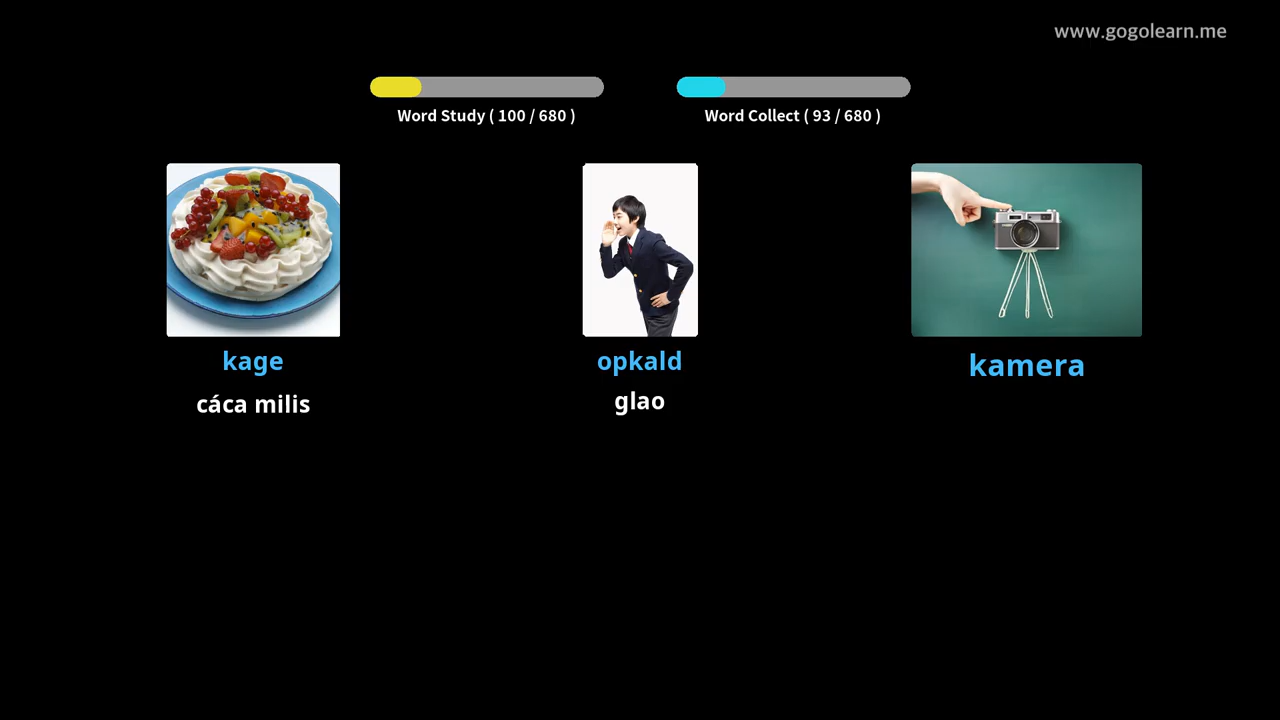 www.gogolearn.me
Word Study ( 100 / 680 )
Word Collect ( 93 / 680 )
kage
opkald
kamera
cáca milis
glao